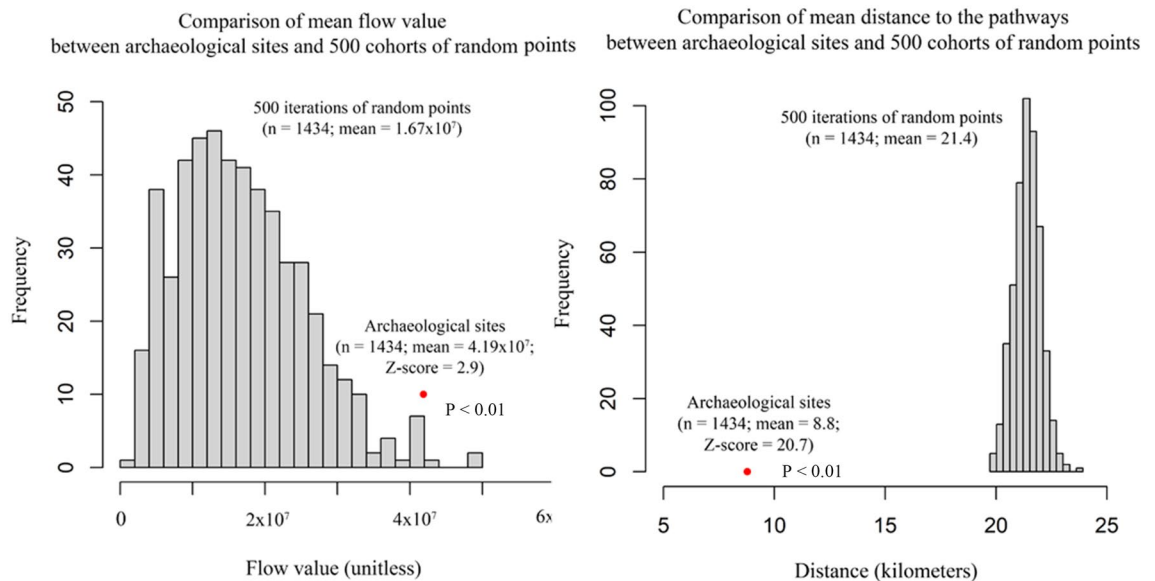 Comparison of mean flow value
between archaeological sites and 500 cohorts of random points
500 iterations of random points
(n = 1434; mean = 1.67x10⁷)
Archaeological sites
(n = 1434; mean = 4.19x10⁷;
Z-score = 2.9)
P < 0.01
Frequency
50
40
30
20
10
0
0
2x10⁷
4x10⁷
6x
Flow value (unitless)
Comparison of mean distance to the pathways
between archaeological sites and 500 cohorts of random points
500 iterations of random points
(n = 1434; mean = 21.4)
Archaeological sites
(n = 1434; mean = 8.8;
Z-score = 20.7)
P < 0.01
Frequency
100
80
60
40
20
0
5
10
15
20
25
Distance (kilometers)